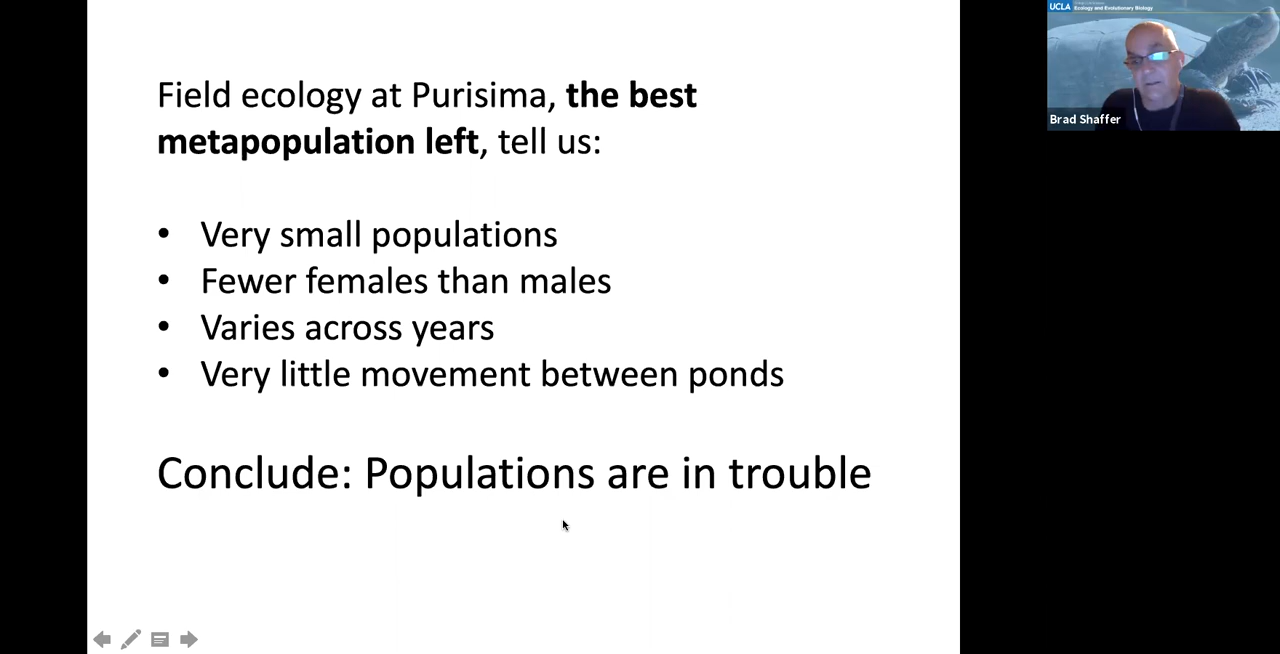 Field ecology at Purisima, the best
metapopulation left, tell us:
• Very small populations
• Fewer females than males
• Varies across years
• Very little movement between ponds
Conclude: Populations are in trouble
UCLA
Ecology and Evolutionary Biology
Brad Shaffer